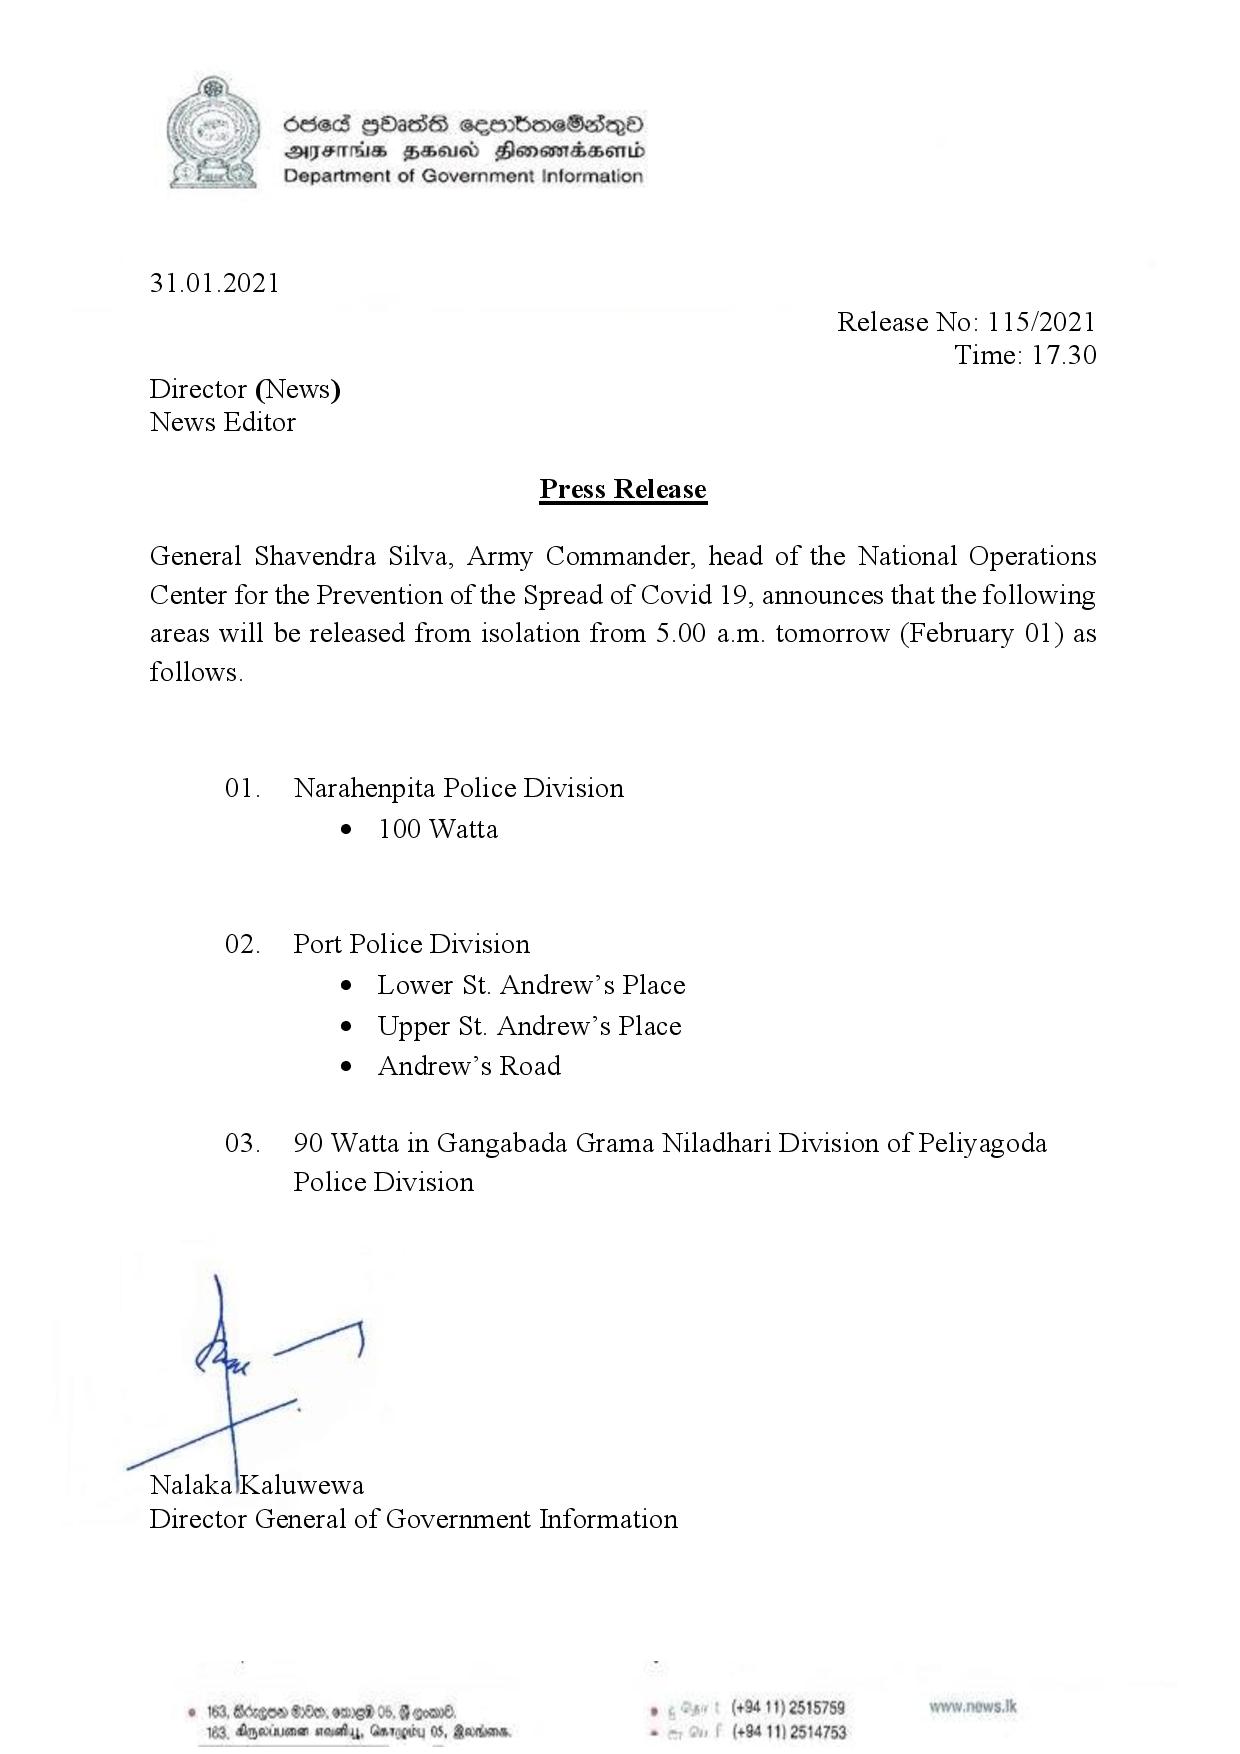 රජයේ ප්‍රවෘත්ති දෙපාර්තමේන්තුව
அரசாங்க தகவல் திணைக்களம்
Department of Government Information
31.01.2021
Release No: 115/2021
Time: 17.30
Director (News)
News Editor
Press Release
General Shavendra Silva, Army Commander, head of the National Operations
Center for the Prevention of the Spread of Covid 19, announces that the following
areas will be released from isolation from 5.00 a.m. tomorrow (February 01) as
follows.
01. Narahenpita Police Division
• 100 Watta
02. Port Police Division
• Lower St. Andrew’s Place
• Upper St. Andrew’s Place
• Andrew’s Road
03. 90 Watta in Gangabada Grama Niladhari Division of Peliyagoda
Police Division
Nalaka Kaluwewa
Director General of Government Information
163, කිරුලපන මාවත, කොළඹ 05, ශ්‍රී ලංකාව.
163, கிருலப்பனை எவனியூ, கொழும்பு 05, இலங்கை.
(+94 11) 2515759
(+94 11) 2514753
www.news.lk